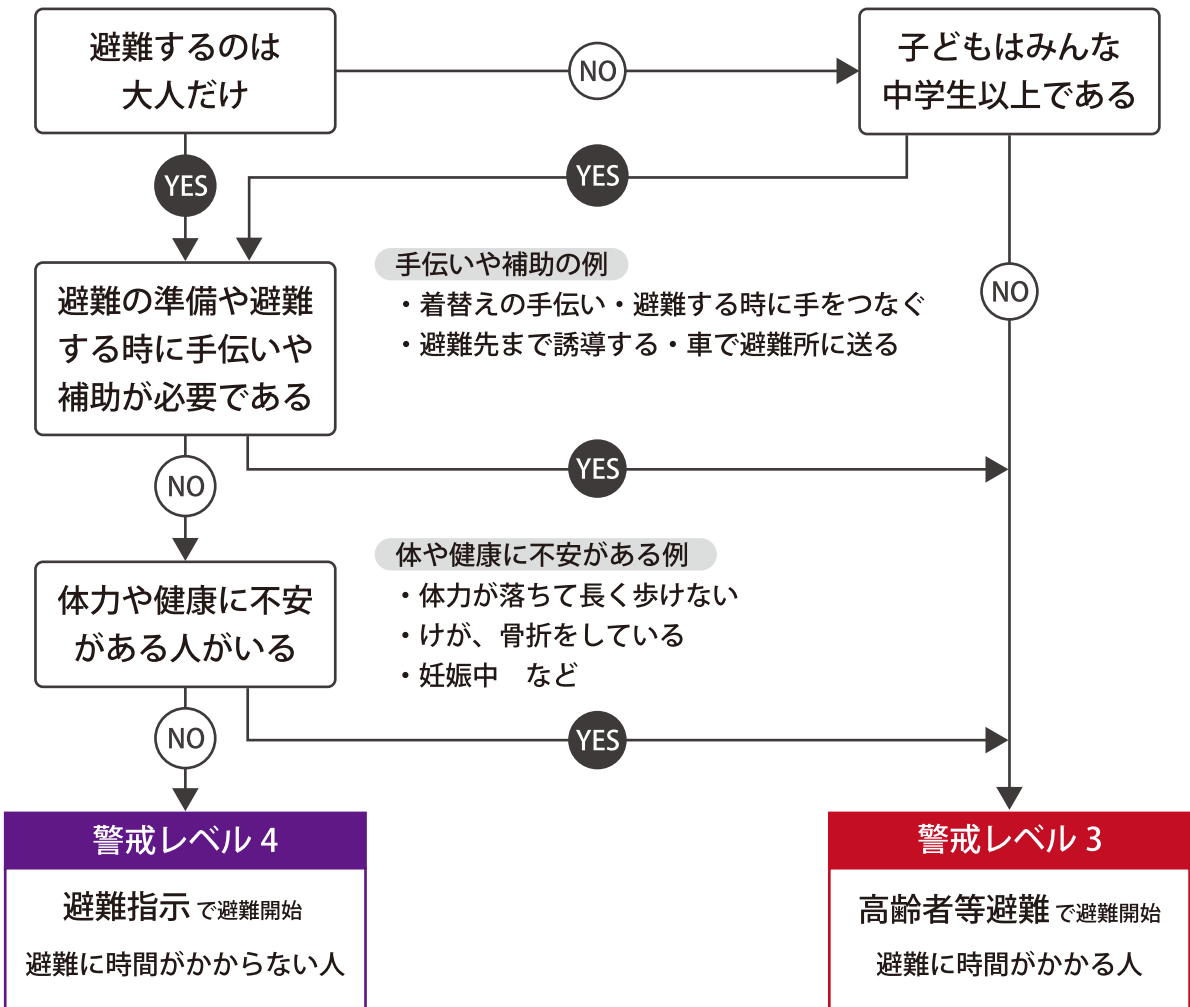 避難するのは
大人だけ
NO
子どもはみんな
中学生以上である
YES
YES
避難の準備や避難
する時に手伝いや
補助が必要である
手伝いや補助の例
・着替えの手伝い・避難する時に手をつなぐ
・避難先まで誘導する・車で避難所に送る
NO
YES
NO
体力や健康に不安
がある人がいる
体や健康に不安がある例
・体力が落ちて長く歩けない
・けが、骨折をしている
・妊娠中　など
NO
YES
警戒レベル 4
避難指示 で避難開始
避難に時間がかからない人
警戒レベル 3
高齢者等避難 で避難開始
避難に時間がかかる人